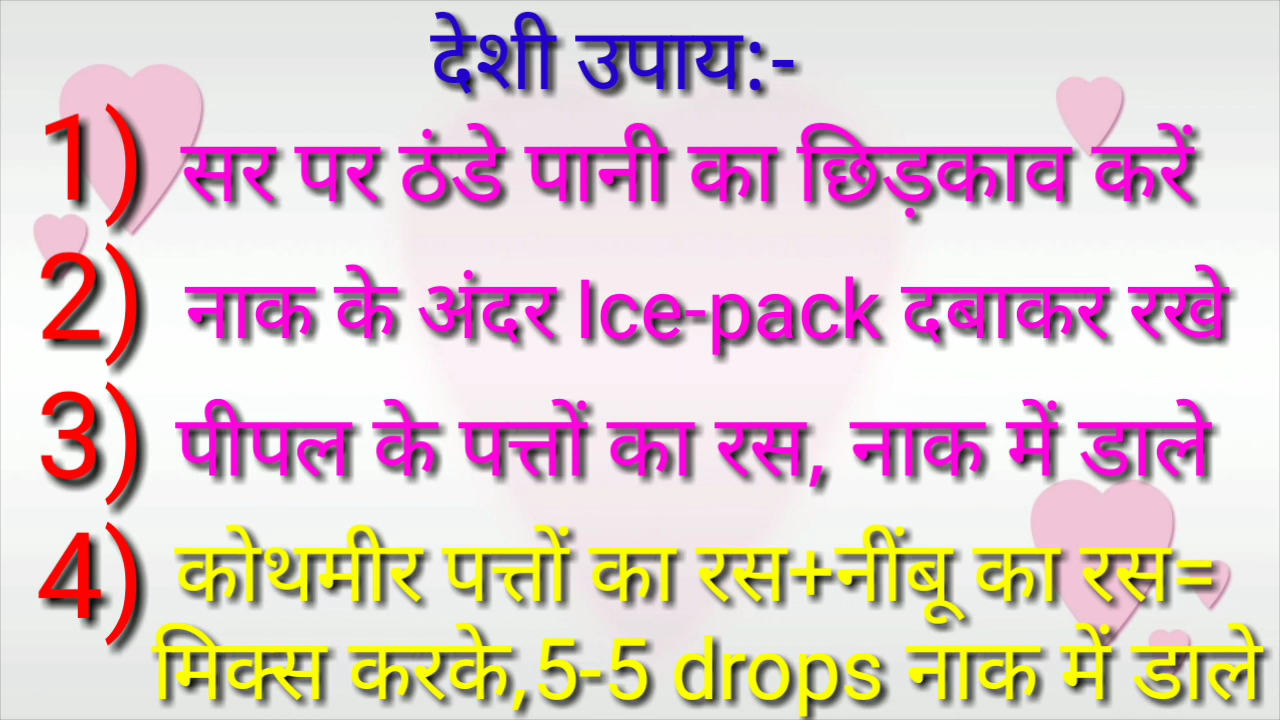 देशी उपाय:-
1) सर पर ठंडे पानी का छिड़काव करें
2) नाक के अंदर Ice-pack दबाकर रखे
3) पीपल के पत्तों का रस, नाक में डाले
4) कोथमीर पत्तों का रस+नींबू का रस=
मिक्स करके,5-5 drops नाक में डाले